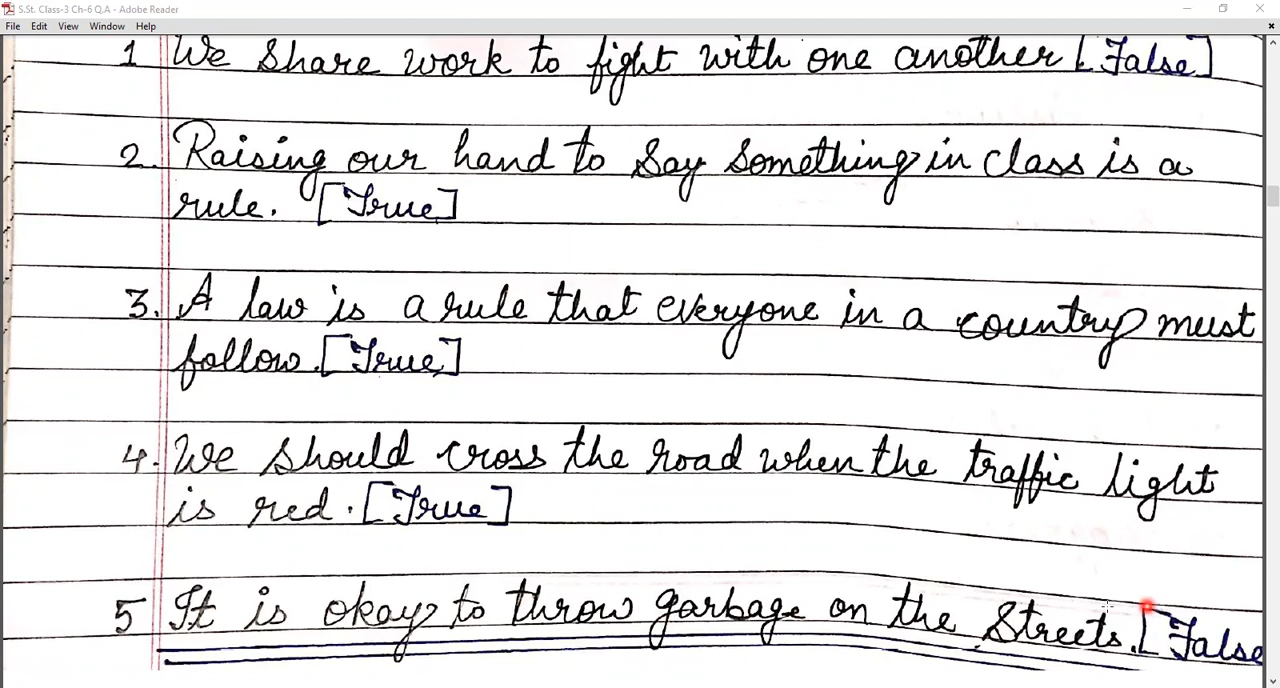 S.St. Class-3 Ch-6 Q.A - Adobe Reader
File Edit View Window Help
1 We share work to fight with one another [False]
2. Raising our hand to say something in class is a
rule. [True]
3. A law is a rule that everyone in a country must
follow. [True]
4. We should cross the road when the traffic light
is red. [True]
5 It is okay to throw garbage on the streets. [False